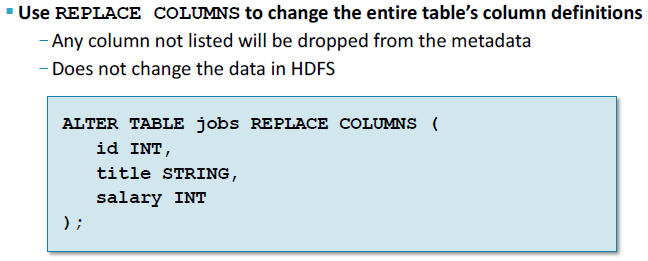 ▪ Use REPLACE COLUMNS to change the entire table’s column definitions
– Any column not listed will be dropped from the metadata
– Does not change the data in HDFS
ALTER TABLE jobs REPLACE COLUMNS (
id INT,
title STRING,
salary INT
);